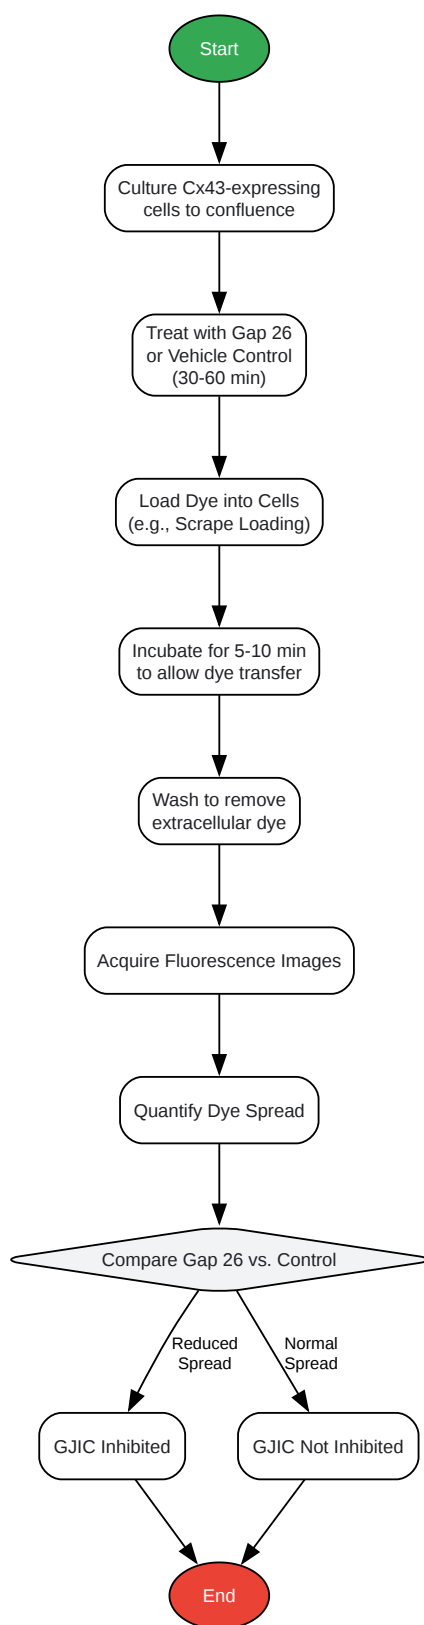 Start
Culture Cx43-expressing
cells to confluence
Treat with Gap 26
or Vehicle Control
(30-60 min)
Load Dye into Cells
(e.g., Scrape Loading)
Incubate for 5-10 min
to allow dye transfer
Wash to remove
extracellular dye
Acquire Fluorescence Images
Quantify Dye Spread
Compare Gap 26 vs. Control
Reduced
Spread
Normal
Spread
GJIC Inhibited
GJIC Not Inhibited
End